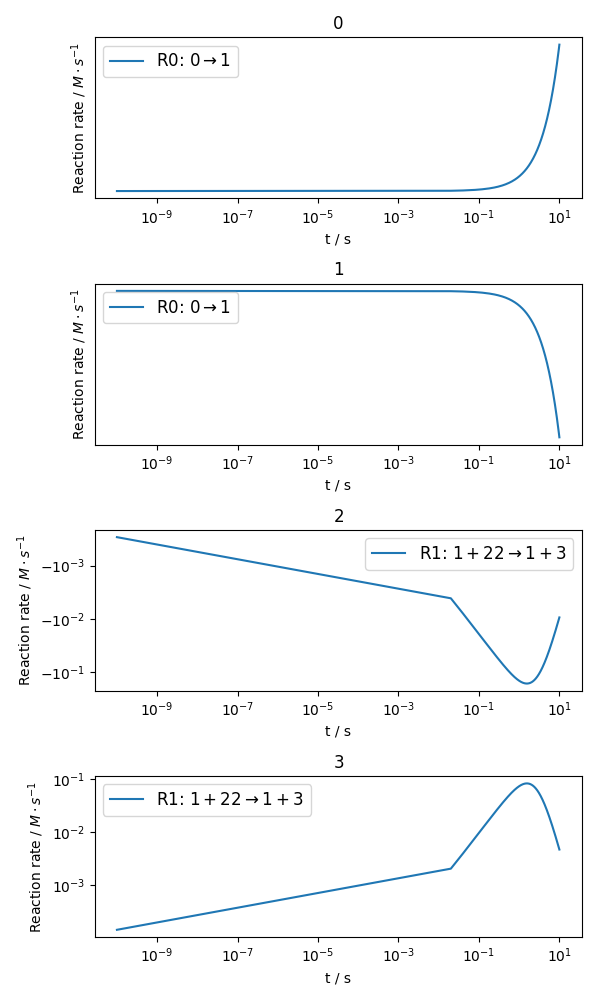 0
Reaction rate / M · s⁻¹
R0: 0 → 1
10⁻⁹ 10⁻⁷ 10⁻⁵ 10⁻³ 10⁻¹ 10¹
t / s
1
Reaction rate / M · s⁻¹
R0: 0 → 1
10⁻⁹ 10⁻⁷ 10⁻⁵ 10⁻³ 10⁻¹ 10¹
t / s
2
Reaction rate / M · s⁻¹
R1: 1 + 22 → 1 + 3
−10⁻³
−10⁻²
−10⁻¹
10⁻⁹ 10⁻⁷ 10⁻⁵ 10⁻³ 10⁻¹ 10¹
t / s
3
Reaction rate / M · s⁻¹
10⁻¹
R1: 1 + 22 → 1 + 3
10⁻²
10⁻³
10⁻⁹ 10⁻⁷ 10⁻⁵ 10⁻³ 10⁻¹ 10¹
t / s